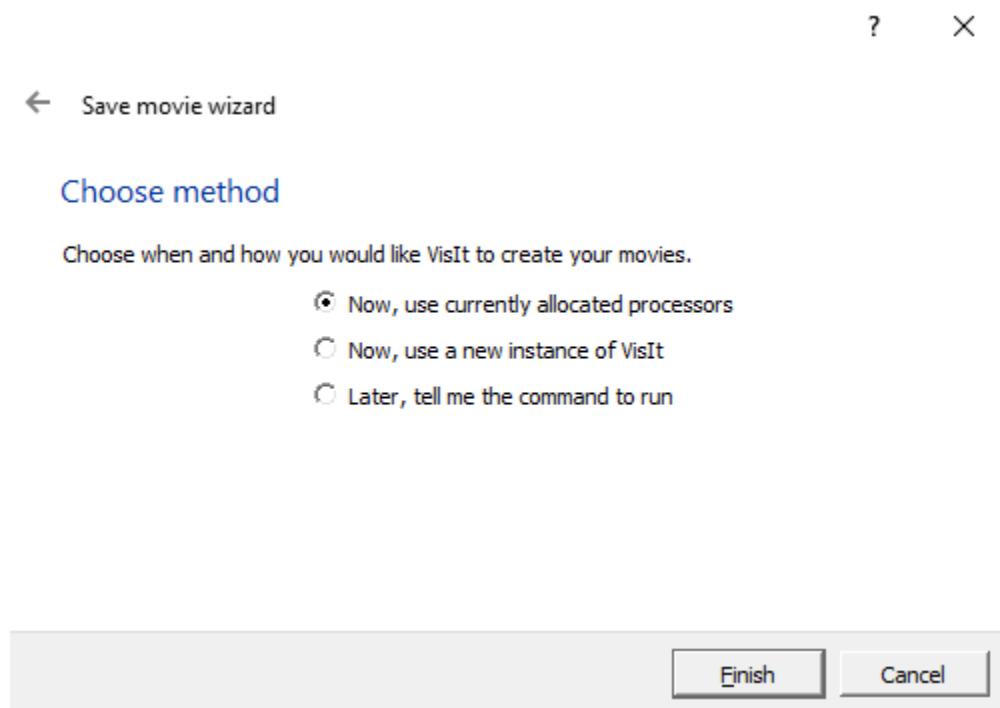 ?
Save movie wizard
Choose method
Choose when and how you would like VisIt to create your movies.
Now, use currently allocated processors
Now, use a new instance of VisIt
Later, tell me the command to run
Finish Cancel